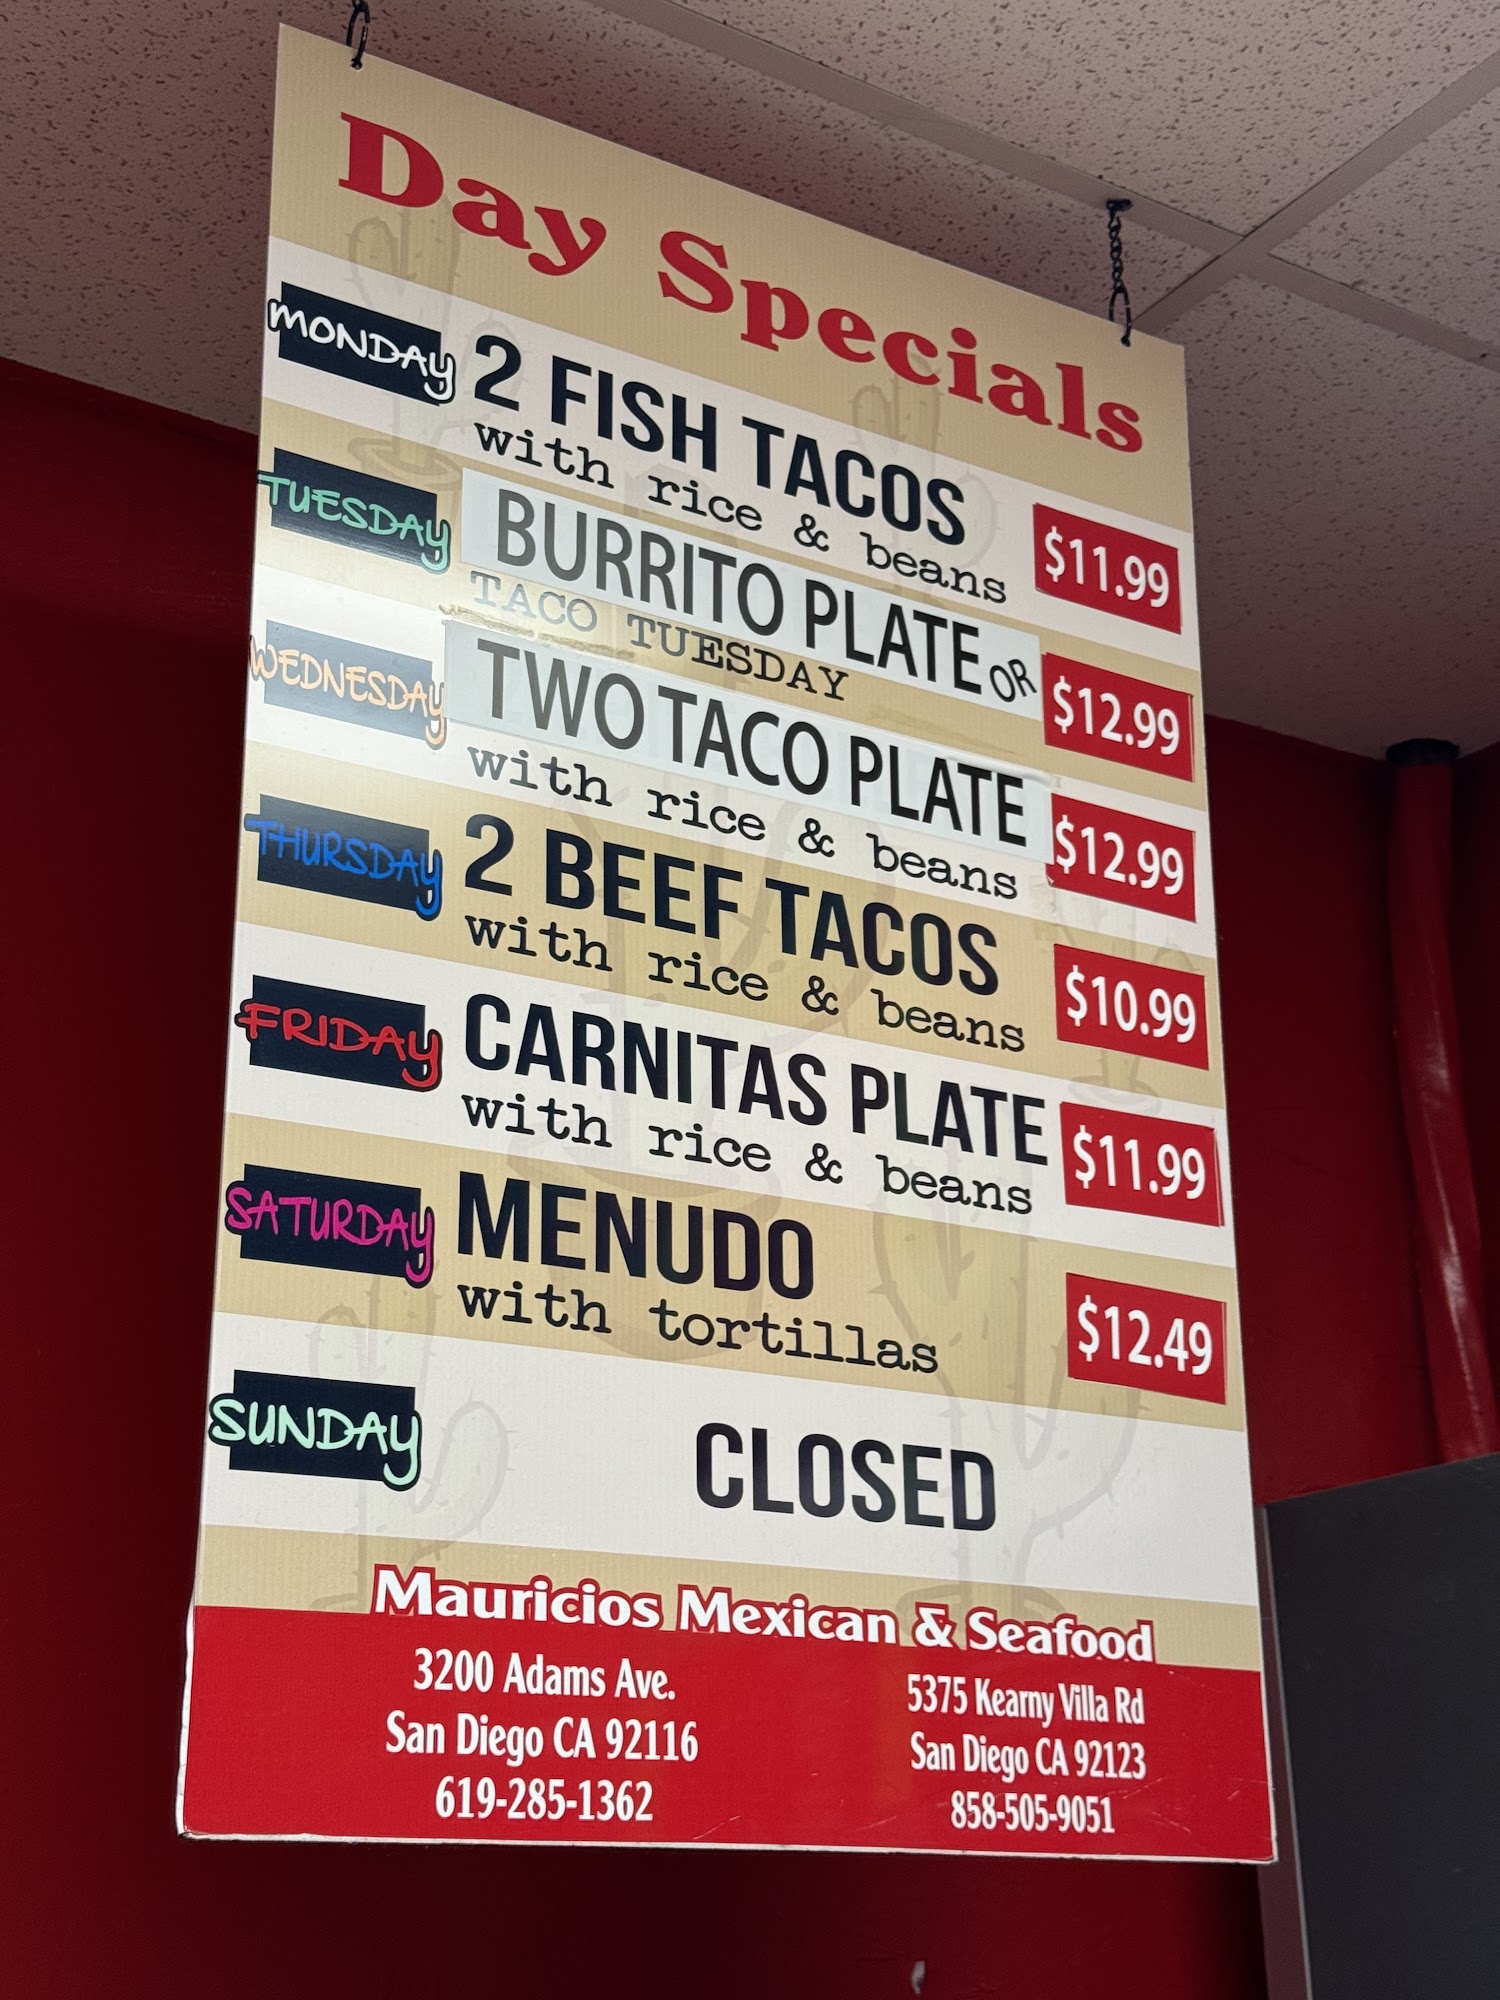 Day Specials
MONDAY
2 FISH TACOS
with rice & beans
$11.99
TUESDAY
BURRITO PLATE OR
TACO TUESDAY
$12.99
WEDNESDAY
TWO TACO PLATE
with rice & beans
$12.99
THURSDAY
2 BEEF TACOS
with rice & beans
$10.99
FRIDAY
CARNITAS PLATE
with rice & beans
$11.99
SATURDAY
MENUDO
with tortillas
$12.49
SUNDAY
CLOSED
Mauricios Mexican & Seafood
3200 Adams Ave.
San Diego CA 92116
619-285-1362
5375 Kearny Villa Rd
San Diego CA 92123
858-505-9051